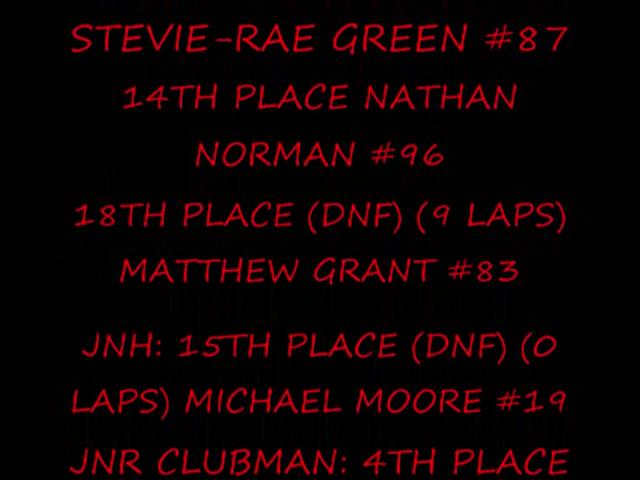 STEVIE-RAE GREEN #87
14TH PLACE NATHAN
NORMAN #96
18TH PLACE (DNF) (9 LAPS)
MATTHEW GRANT #83
JNH: 15TH PLACE (DNF) (0
LAPS) MICHAEL MOORE #19
JNR CLUBMAN: 4TH PLACE